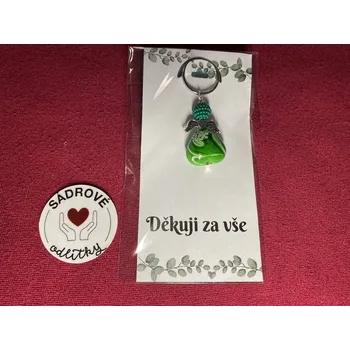 Děkuji za vše
SÁDROVÉ
odlitky